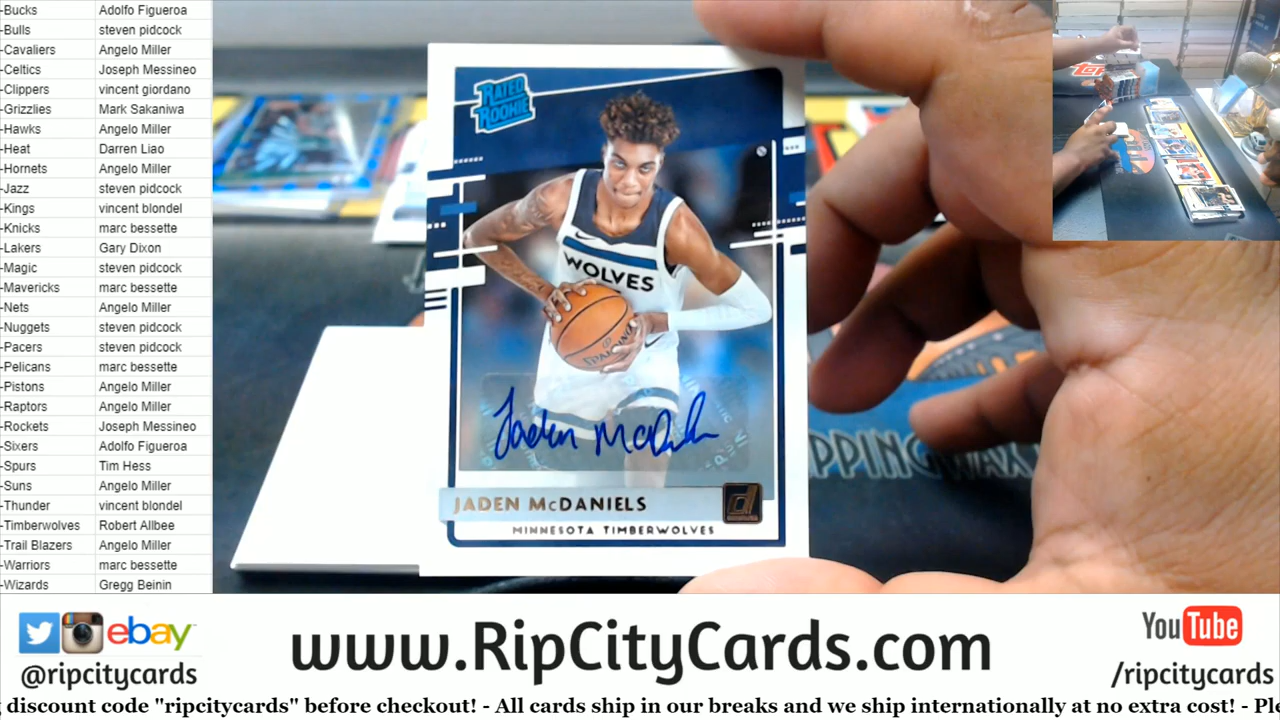 -Bucks Adolfo Figueroa
-Bulls steven pidcock
-Cavaliers Angelo Miller
-Celtics Joseph Messineo
-Clippers vincent giordano
-Grizzlies Mark Sakaniwa
-Hawks Angelo Miller
-Heat Darren Liao
-Hornets Angelo Miller
-Jazz steven pidcock
-Kings vincent blondel
-Knicks marc bessette
-Lakers Gary Dixon
-Magic steven pidcock
-Mavericks marc bessette
-Nets Angelo Miller
-Nuggets steven pidcock
-Pacers steven pidcock
-Pelicans marc bessette
-Pistons Angelo Miller
-Raptors Angelo Miller
-Rockets Joseph Messineo
-Sixers Adolfo Figueroa
-Spurs Tim Hess
-Suns Angelo Miller
-Thunder vincent blondel
-Timberwolves Robert Allbee
-Trail Blazers Angelo Miller
-Warriors marc bessette
-Wizards Gregg Beinin
RATED
ROOKIE
WOLVES
SPALDING
Jaden McD
JADEN McDANIELS
MINNESOTA TIMBERWOLVES
d
PPINGWAX
ebay
@ripcitycards
www.RipCityCards.com
YouTube
/ripcitycards
discount code "ripcitycards" before checkout! - All cards ship in our breaks and we ship internationally at no extra cost! - Ple